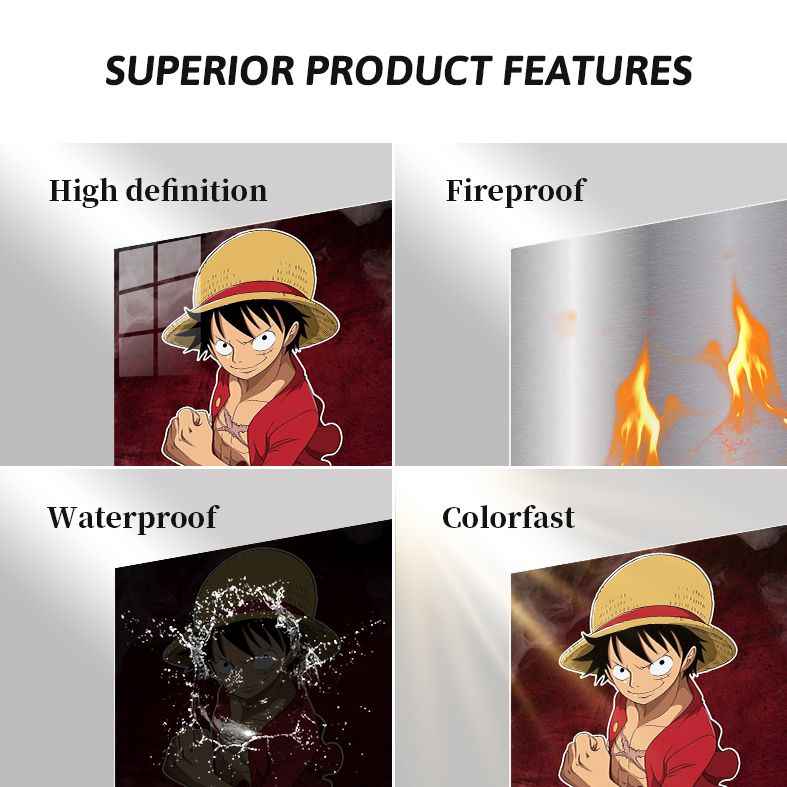 SUPERIOR PRODUCT FEATURES
High definition
Fireproof
Waterproof
Colorfast